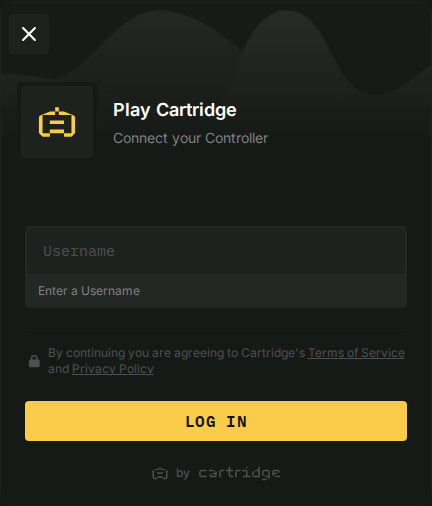 Play Cartridge
Connect your Controller
Username
Enter a Username
By continuing you are agreeing to Cartridge's Terms of Service
and Privacy Policy
LOG IN
by cartridge